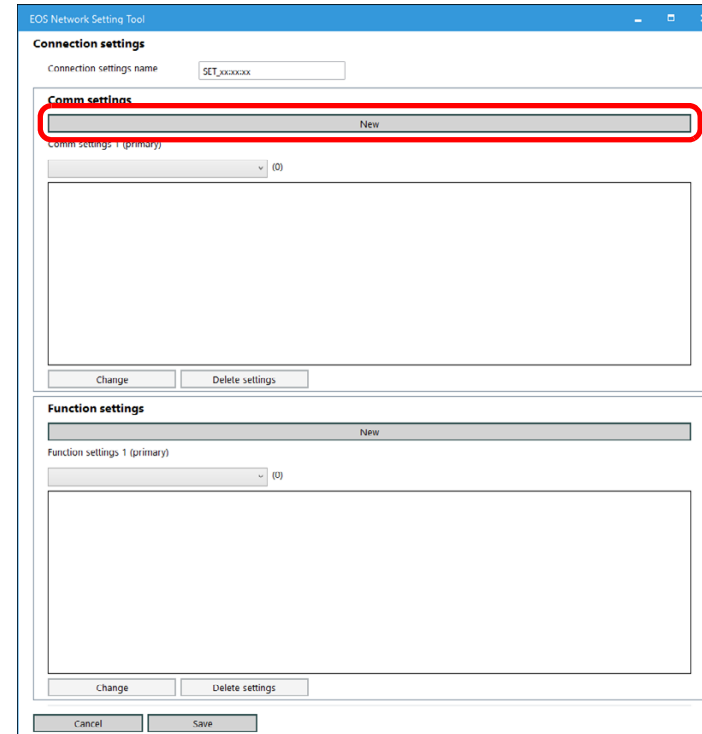 EOS Network Setting Tool
Connection settings
Connection settings name SET_xx:xx:xx
Comm settings
New
Comm settings 1 (primary)
(0)
Change Delete settings
Function settings
New
Function settings 1 (primary)
(0)
Change Delete settings
Cancel Save